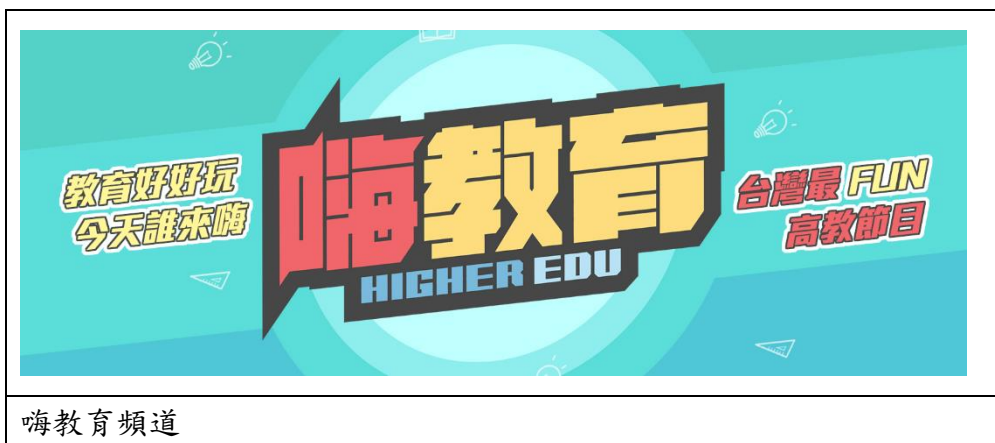 教育好好玩
今天誰來嗨
嗨教育
HIGHER EDU
台灣最 FUN
高教節目
嗨教育頻道